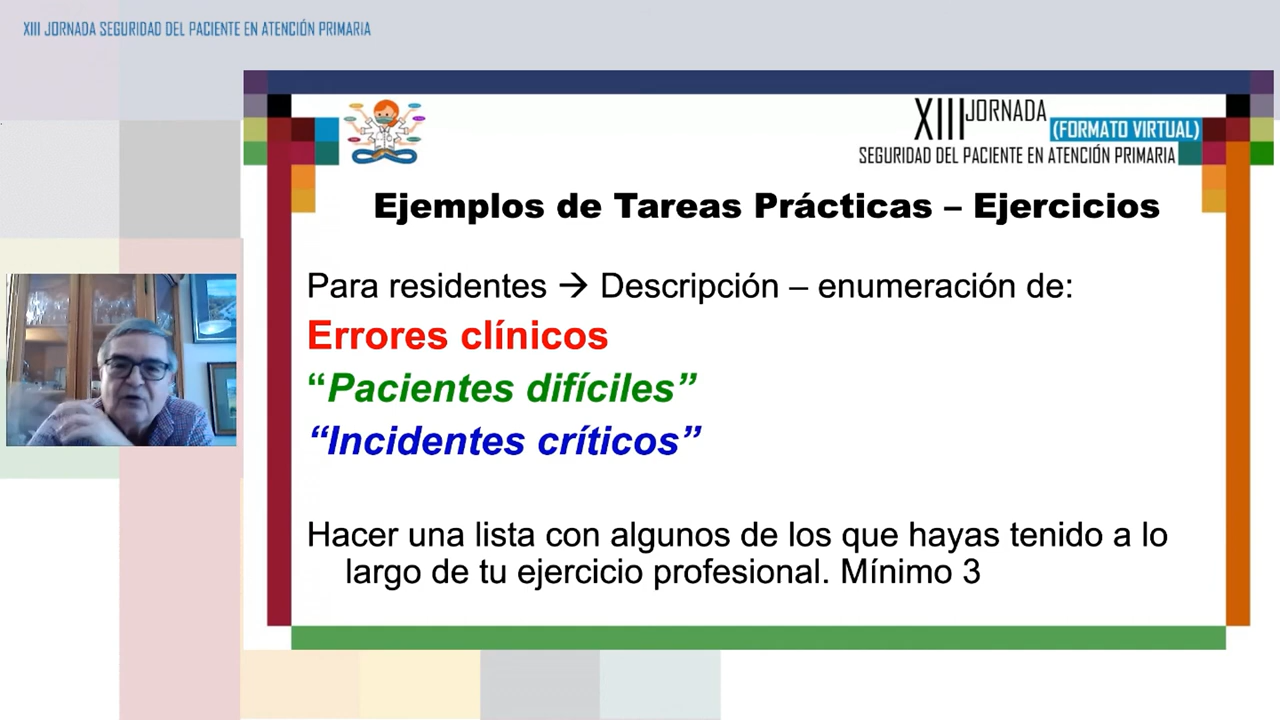 XIII JORNADA SEGURIDAD DEL PACIENTE EN ATENCIÓN PRIMARIA
XIII JORNADA
(FORMATO VIRTUAL)
SEGURIDAD DEL PACIENTE EN ATENCIÓN PRIMARIA
Ejemplos de Tareas Prácticas – Ejercicios
Para residentes → Descripción – enumeración de:
Errores clínicos
“Pacientes difíciles”
“Incidentes críticos”
Hacer una lista con algunos de los que hayas tenido a lo
largo de tu ejercicio profesional. Mínimo 3